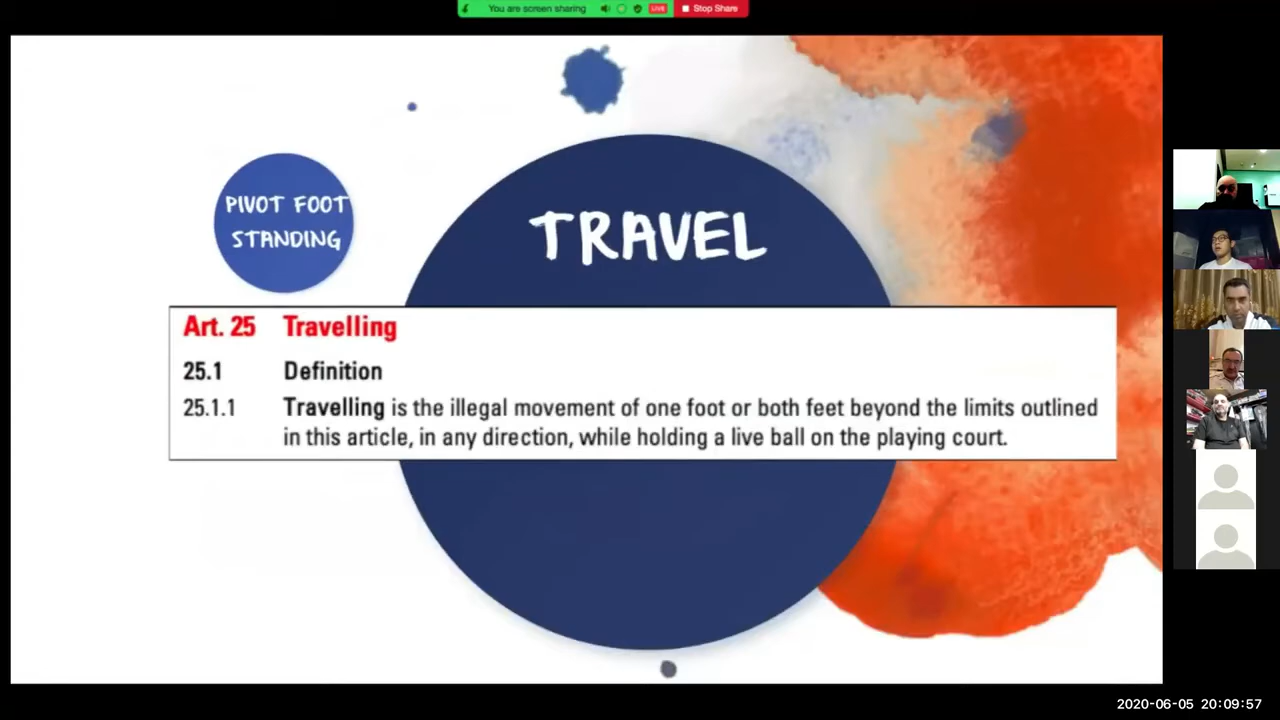 You are screen sharing
LIVE
Stop Share
PIVOT FOOT
STANDING
TRAVEL
Art. 25 Travelling
25.1 Definition
25.1.1 Travelling is the illegal movement of one foot or both feet beyond the limits outlined
in this article, in any direction, while holding a live ball on the playing court.
2020-06-05 20:09:57